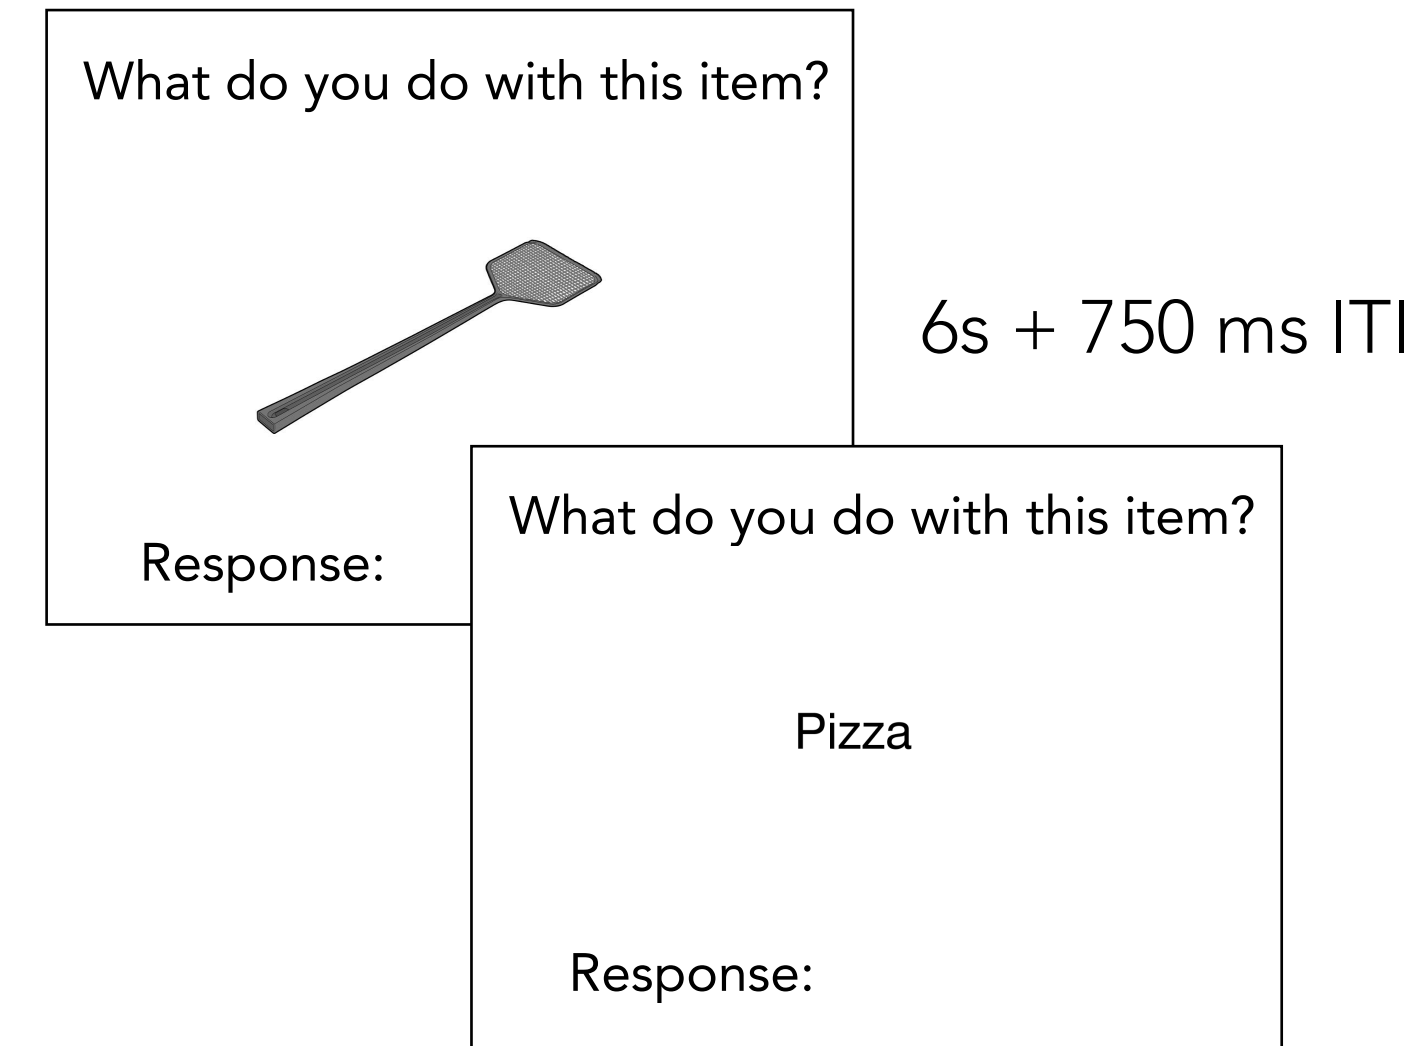 What do you do with this item?
6s + 750 ms ITI
Response:
What do you do with this item?
Pizza
Response: